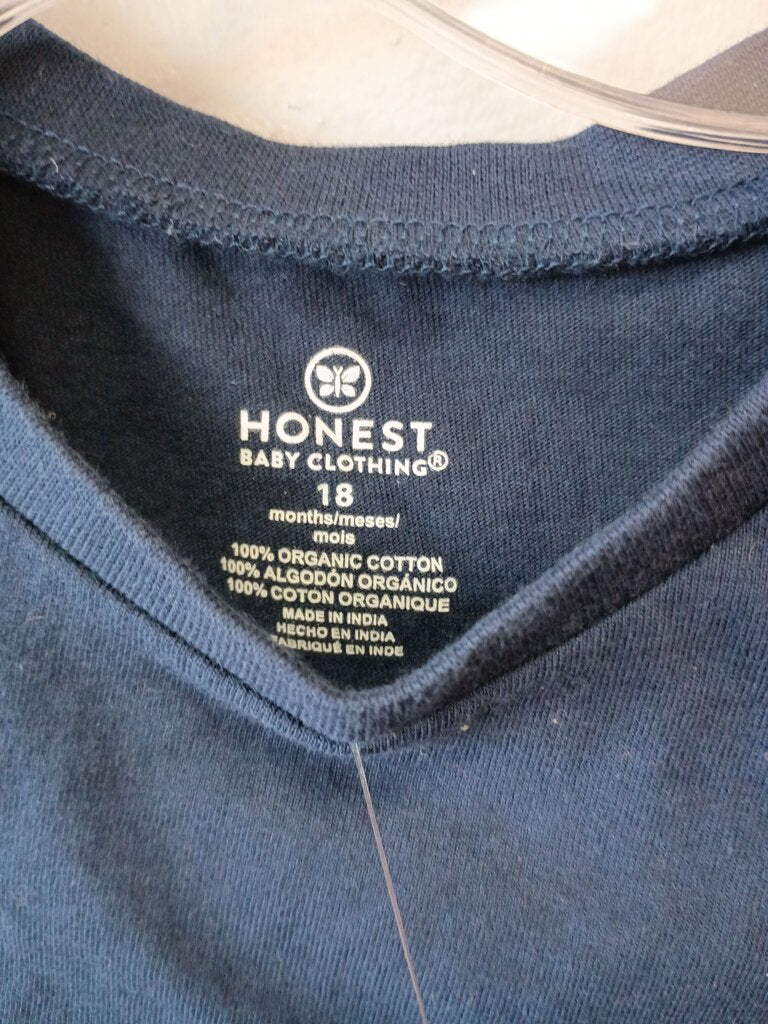 HONEST
BABY CLOTHING®
18
months/meses/
mois
100% ORGANIC COTTON
100% ALGODÓN ORGÁNICO
100% COTON ORGANIQUE
MADE IN INDIA
HECHO EN INDIA
FABRIQUÉ EN INDE